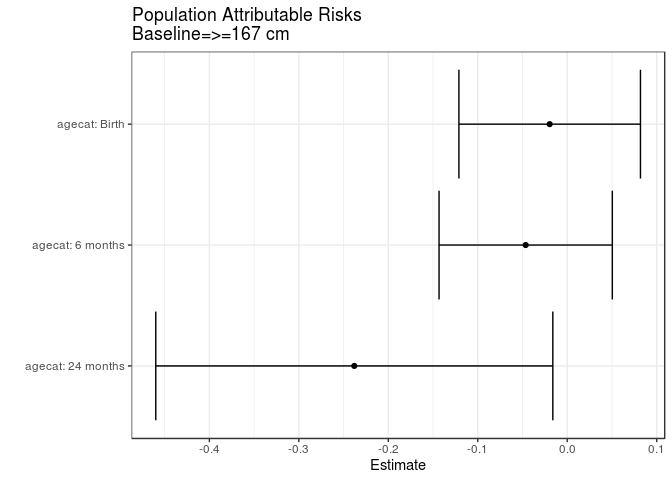 Population Attributable Risks
Baseline=>=167 cm
agecat: Birth
agecat: 6 months
agecat: 24 months
-0.4 -0.3 -0.2 -0.1 0.0 0.1
Estimate